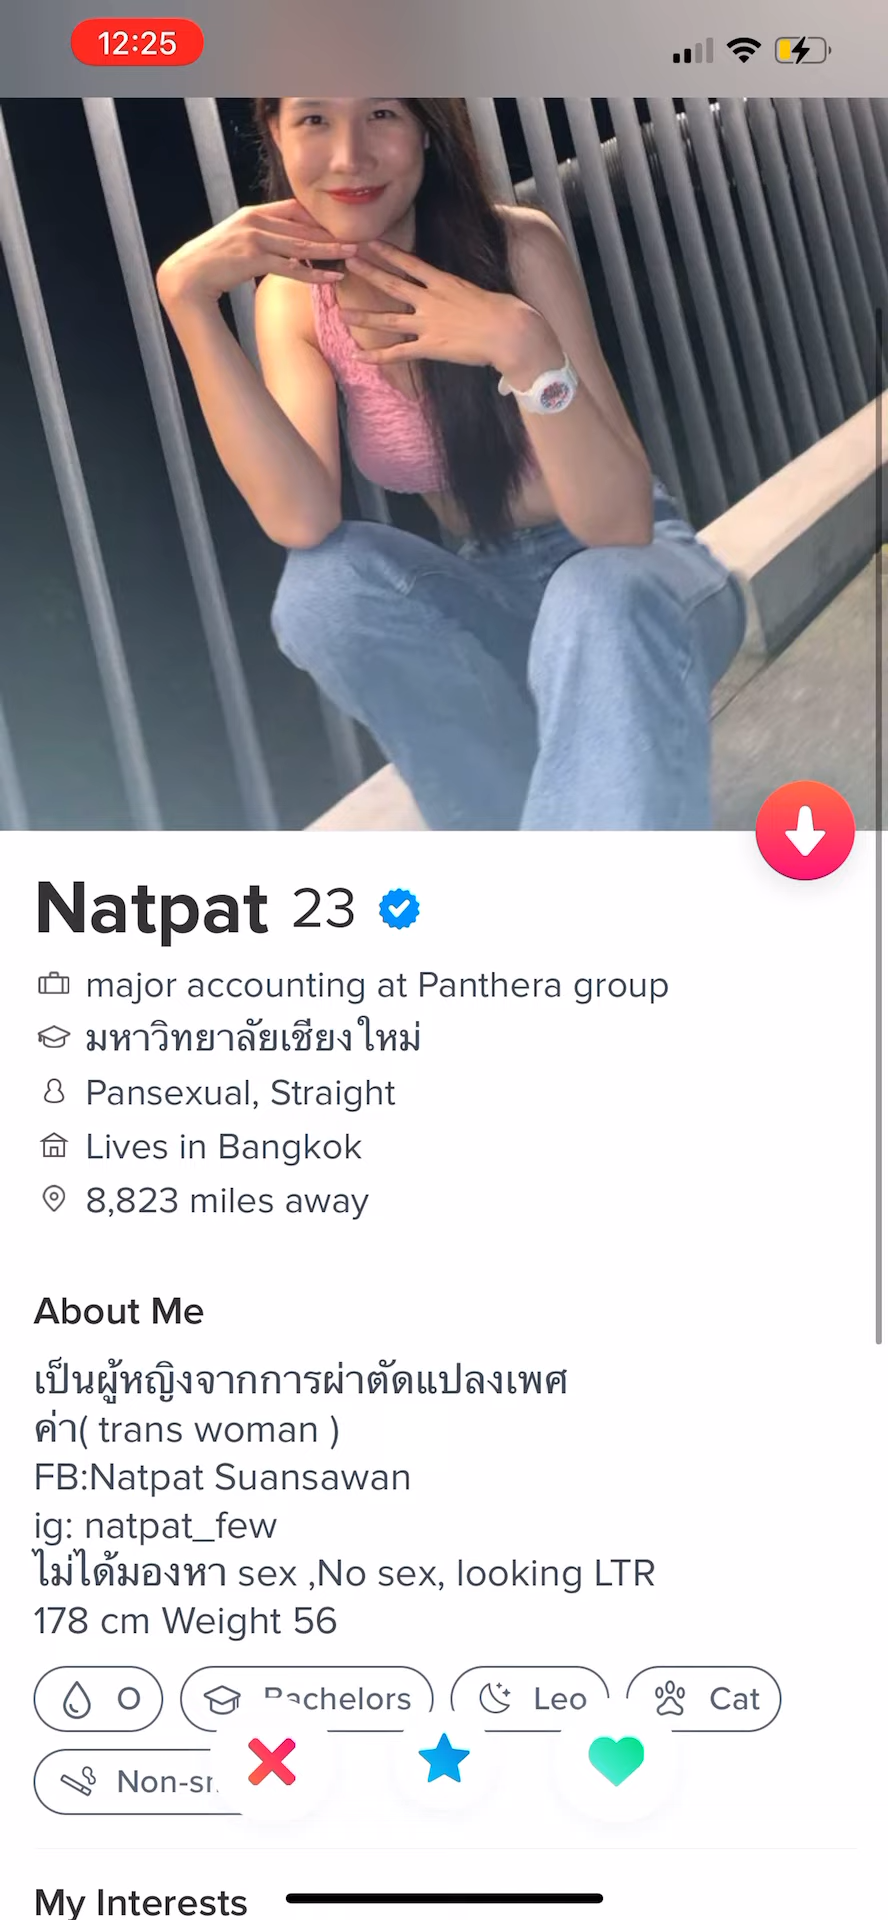 12:25
Natpat 23
major accounting at Panthera group
มหาวิทยาลัยเชียงใหม่
Pansexual, Straight
Lives in Bangkok
8,823 miles away
About Me
เป็นผู้หญิงจากการผ่าตัดแปลงเพศ
ค่า( trans woman )
FB:Natpat Suansawan
ig: natpat_few
ไม่ได้มองหา sex ,No sex, looking LTR
178 cm Weight 56
O Bachelors Leo Cat
My Interests